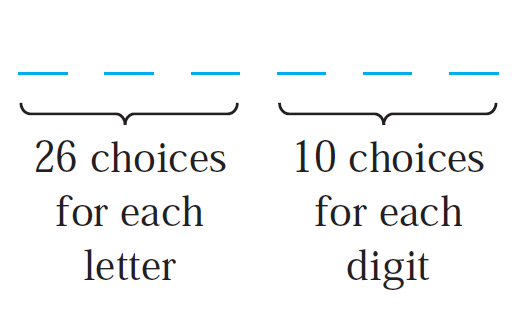 26 choices 10 choices
for each for each
letter digit